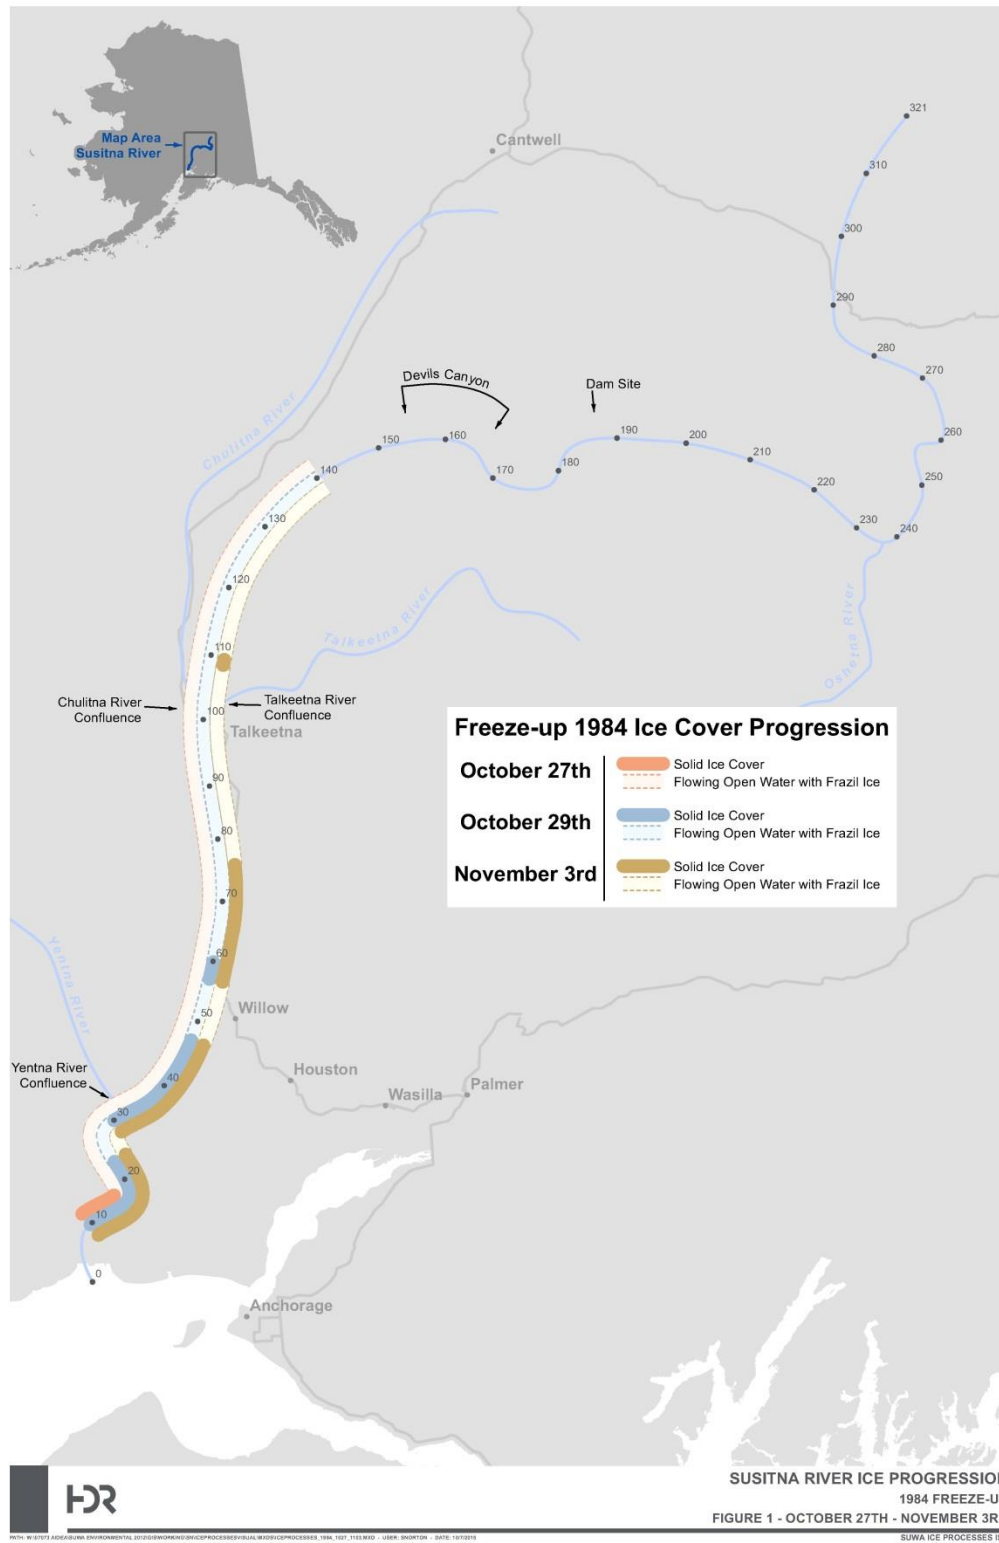 Map Area
Susitna River
Cantwell
321
310
300
290
280
270
260
250
240
230
220
210
200
190
180
170
160
150
140
130
120
110
100
90
80
70
60
50
40
30
20
10
0
Devils Canyon
Dam Site
Chulitna River
Talkeetna River
Oshetna River
Yentna River
Chulitna River
Confluence
Talkeetna River
Confluence
Talkeetna
Freeze-up 1984 Ice Cover Progression
October 27th
Solid Ice Cover
Flowing Open Water with Frazil Ice
October 29th
Solid Ice Cover
Flowing Open Water with Frazil Ice
November 3rd
Solid Ice Cover
Flowing Open Water with Frazil Ice
Willow
Yentna River
Confluence
Houston
Wasilla
Palmer
Anchorage
HDR
SUSITNA RIVER ICE PROGRESSION
1984 FREEZE-U
FIGURE 1 - OCTOBER 27TH - NOVEMBER 3R
SUWA ICE PROCESSES